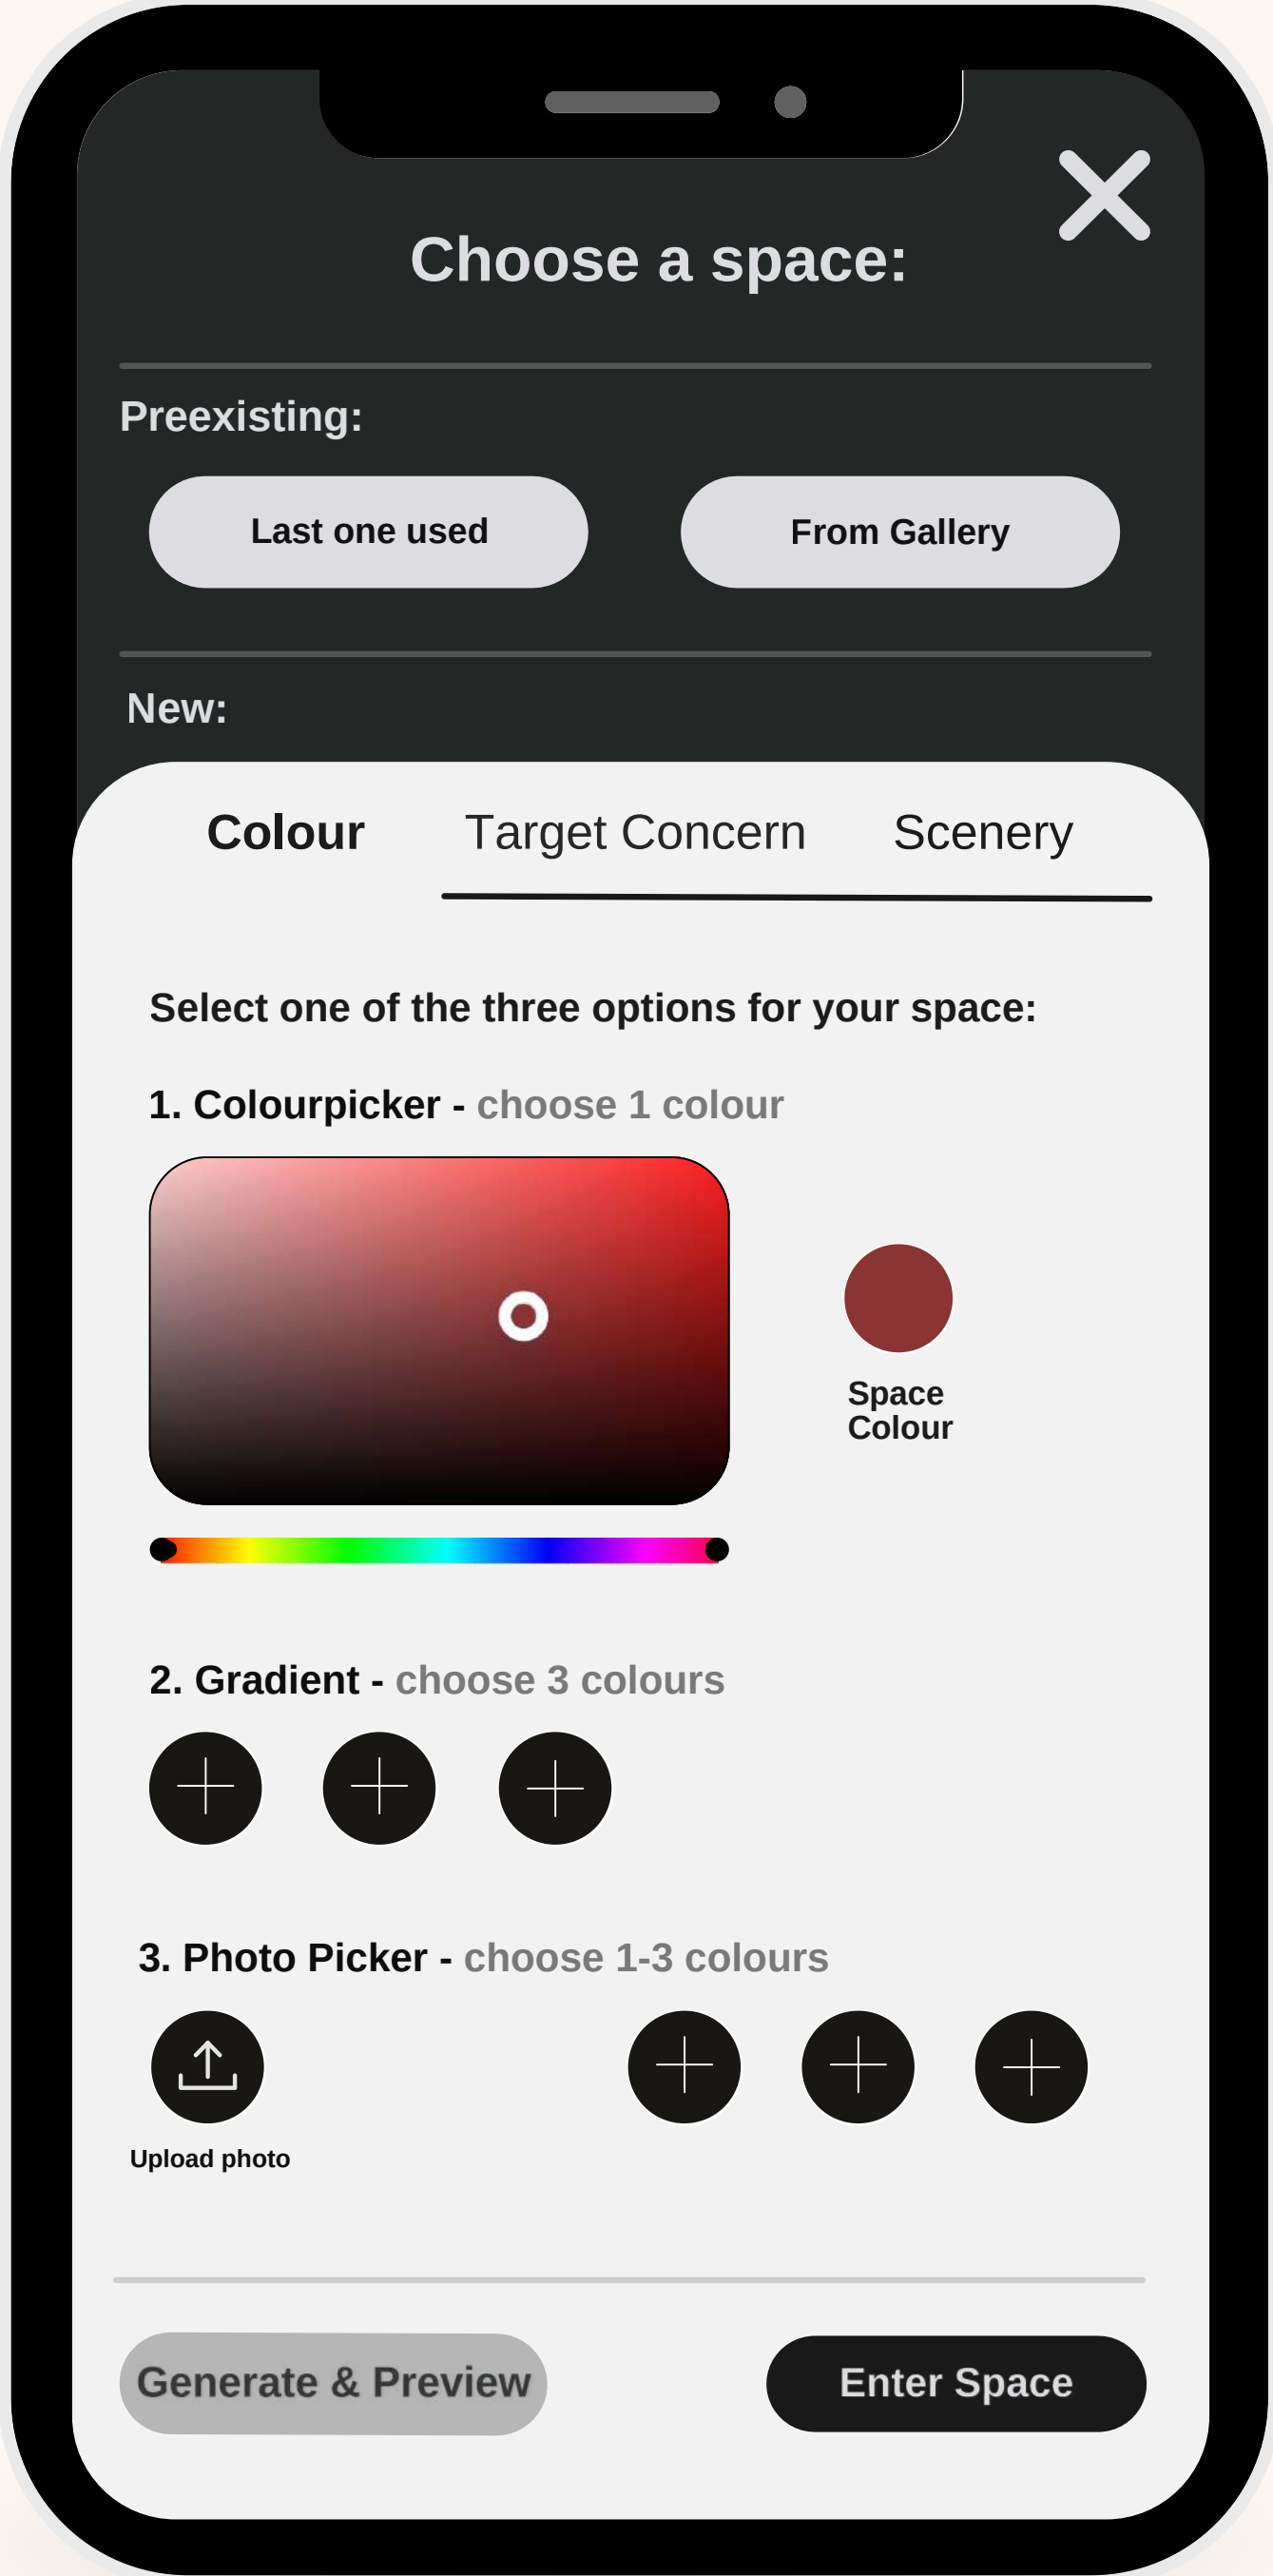 Choose a space:
Preexisting:
Last one used
From Gallery
New:
Colour
Target Concern
Scenery
Select one of the three options for your space:
1. Colourpicker - choose 1 colour
Space
Colour
2. Gradient - choose 3 colours
3. Photo Picker - choose 1-3 colours
Upload photo
Generate & Preview
Enter Space